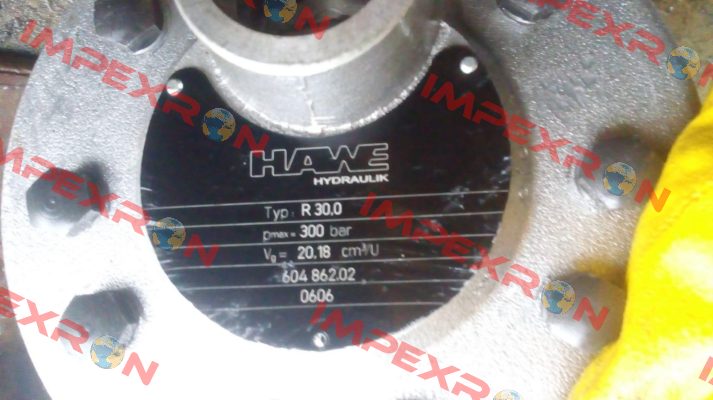 HAWE
HYDRAULIK
Typ: R 30.0
pmax = 300 bar
Vg = 20.18 cm³/U
604 862.02
0606
IMPEXRON
IMPEXRON
IMPEXRON
IMPEXRON
IMPEXRON
IMPEXRON
IMPEXRON
IMPEXRON